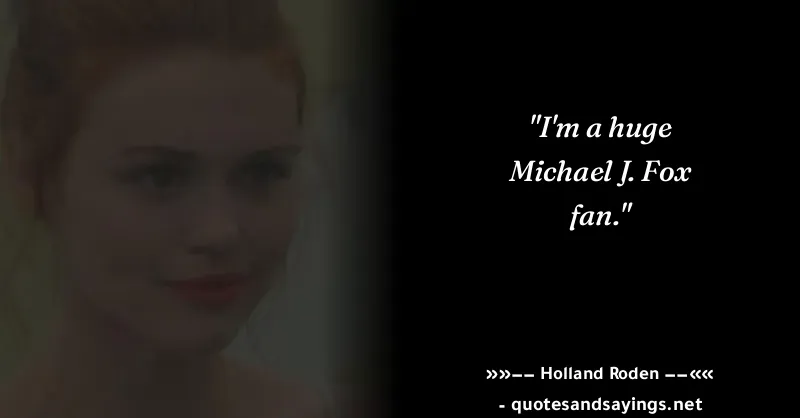 "I'm a huge
Michael J. Fox
fan."
»»–– Holland Roden ––««
- quotesandsayings.net